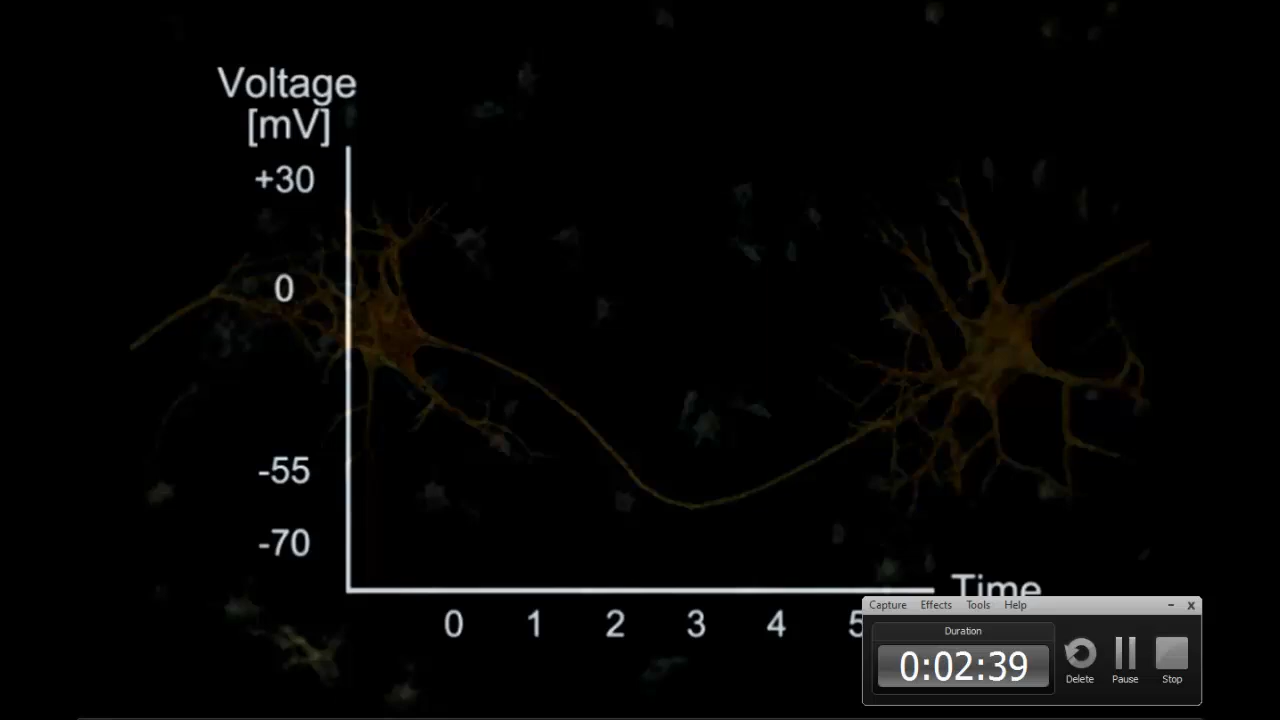 Voltage
[mV]
+30
0
-55
-70
Time
0 1 2 3 4 5
Capture Effects Tools Help
Duration
0:02:39
Delete Pause Stop